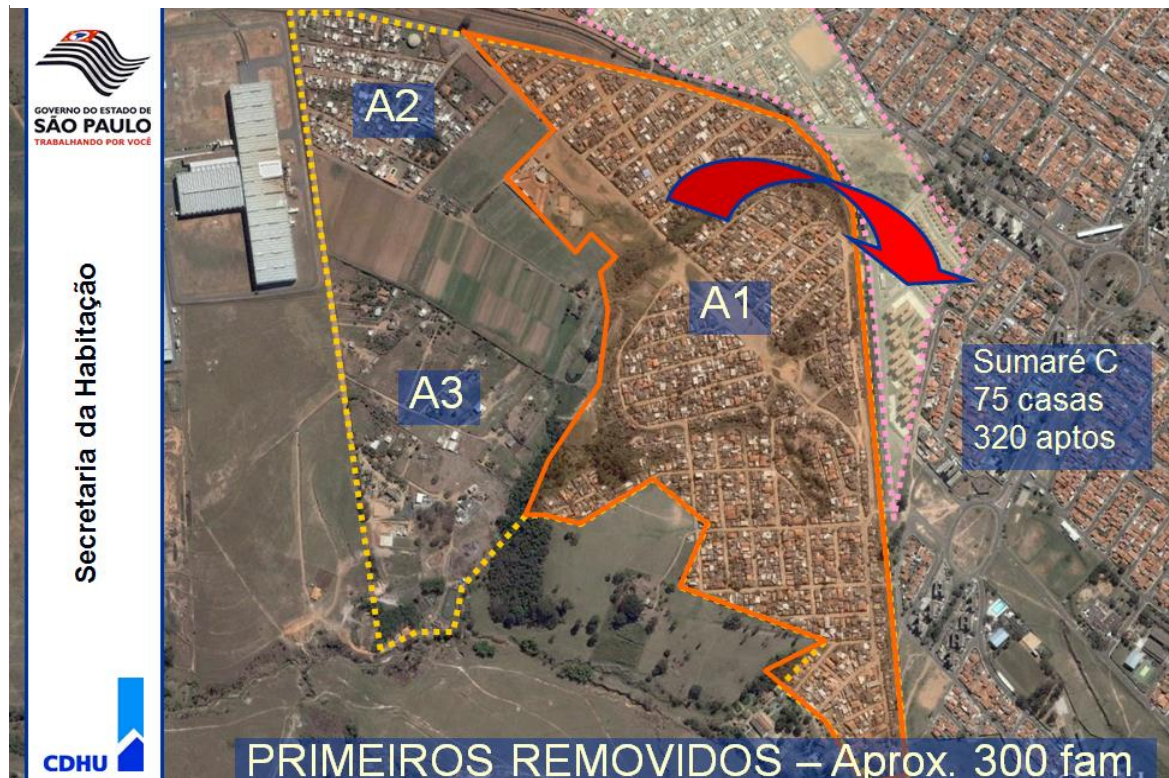 GOVERNO DO ESTADO DE
SÃO PAULO
TRABALHANDO POR VOCÊ
Secretaria da Habitação
CDHU
A2
A1
A3
Sumaré C
75 casas
320 aptos
PRIMEIROS REMOVIDOS – Aprox. 300 fam.